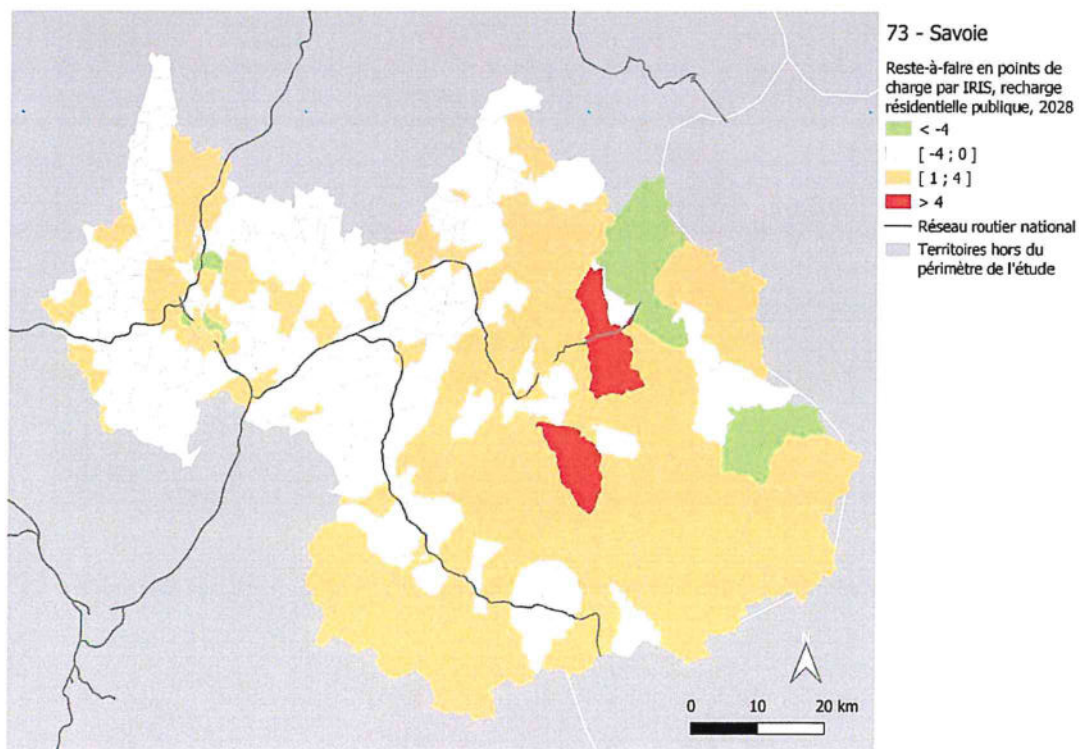 73 - Savoie
Reste-à-faire en points de
charge par IRIS, recharge
résidentielle publique, 2028
< -4
[ -4 ; 0 ]
[ 1 ; 4 ]
> 4
Réseau routier national
Territoires hors du
périmètre de l'étude
N
0 10 20 km